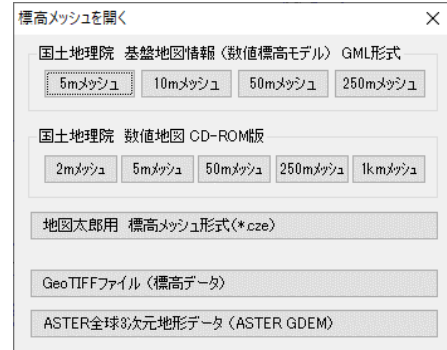 標高メッシュを開く
国土地理院 基盤地図情報(数値標高モデル) GML形式
5mメッシュ 10mメッシュ 50mメッシュ 250mメッシュ
国土地理院 数値地図 CD-ROM版
2mメッシュ 5mメッシュ 50mメッシュ 250mメッシュ 1kmメッシュ
地図太郎用 標高メッシュ形式(*.cze)
GeoTIFFファイル (標高データ)
ASTER全球3次元地形データ (ASTER GDEM)